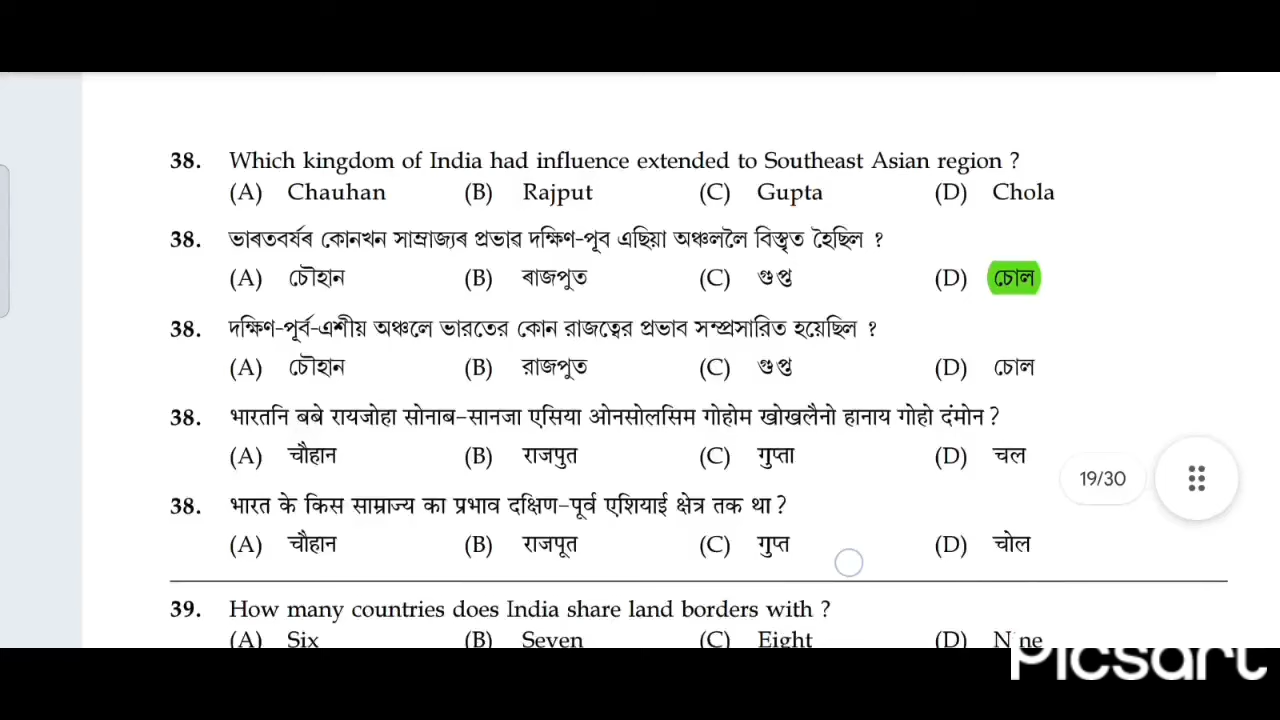 38. Which kingdom of India had influence extended to Southeast Asian region ?
(A) Chauhan (B) Rajput (C) Gupta (D) Chola
38. ভাৰতবৰ্ষৰ কোনখন সাম্ৰাজ্যৰ প্ৰভাৱ দক্ষিণ-পূব এছিয়া অঞ্চললৈ বিস্তৃত হৈছিল ?
(A) চৌহান (B) ৰাজপুত (C) গুপ্ত (D) চোল
38. দক্ষিণ-পূর্ব-এশীয় অঞ্চলে ভারতের কোন রাজত্বের প্রভাব সম্প্রসারিত হয়েছিল ?
(A) চৌহান (B) রাজপুত (C) গুপ্ত (D) চোল
38. भारतनि बबे रायजोहा सोनाब-सानजा एसिया ओनसोलसिम गोहोम खोखलैनो हानाय गोहो दंमोन ?
(A) चौहान (B) राजपुत (C) गुप्ता (D) चल
19/30
38. भारत के किस साम्राज्य का प्रभाव दक्षिण-पूर्व एशियाई क्षेत्र तक था ?
(A) चौहान (B) राजपूत (C) गुप्त (D) चोल
39. How many countries does India share land borders with ?
(A) Six (B) Seven (C) Eight (D) Nine
Picsart